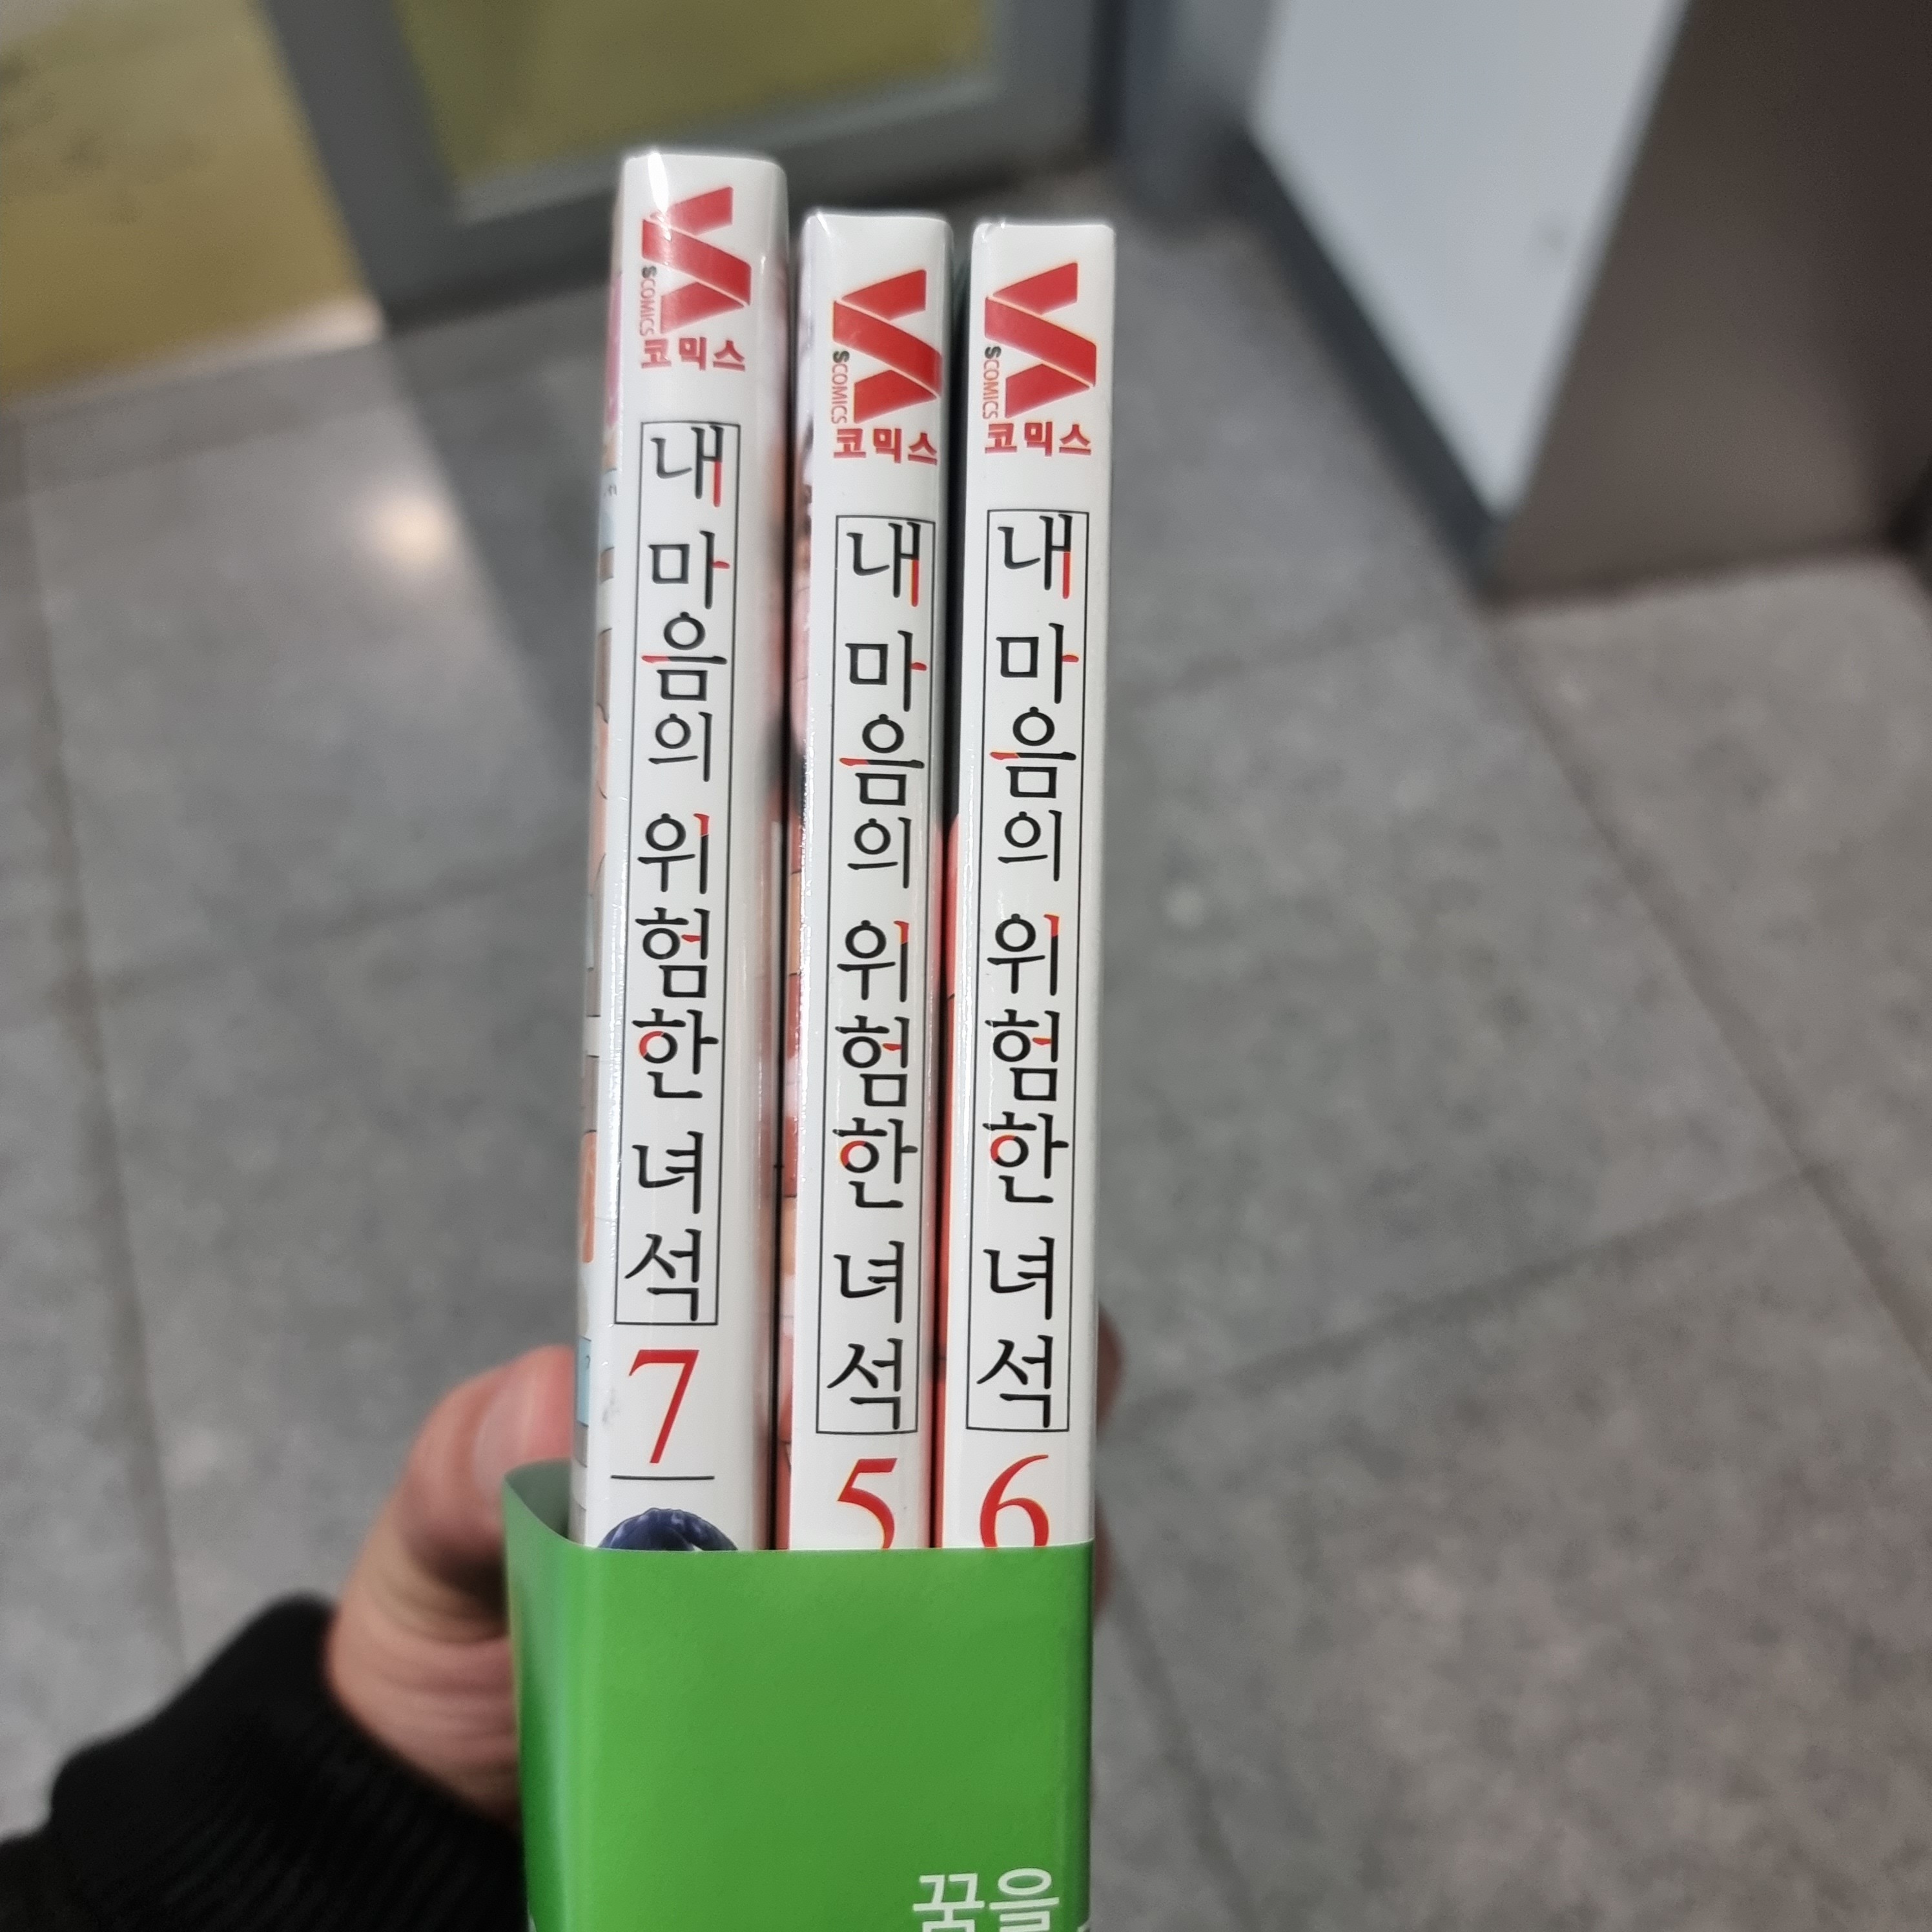 SCOMICS
코믹스
내 마음의 위험한 녀석
7
SCOMICS
코믹스
내 마음의 위험한 녀석
5
SCOMICS
코믹스
내 마음의 위험한 녀석
6
꿈을